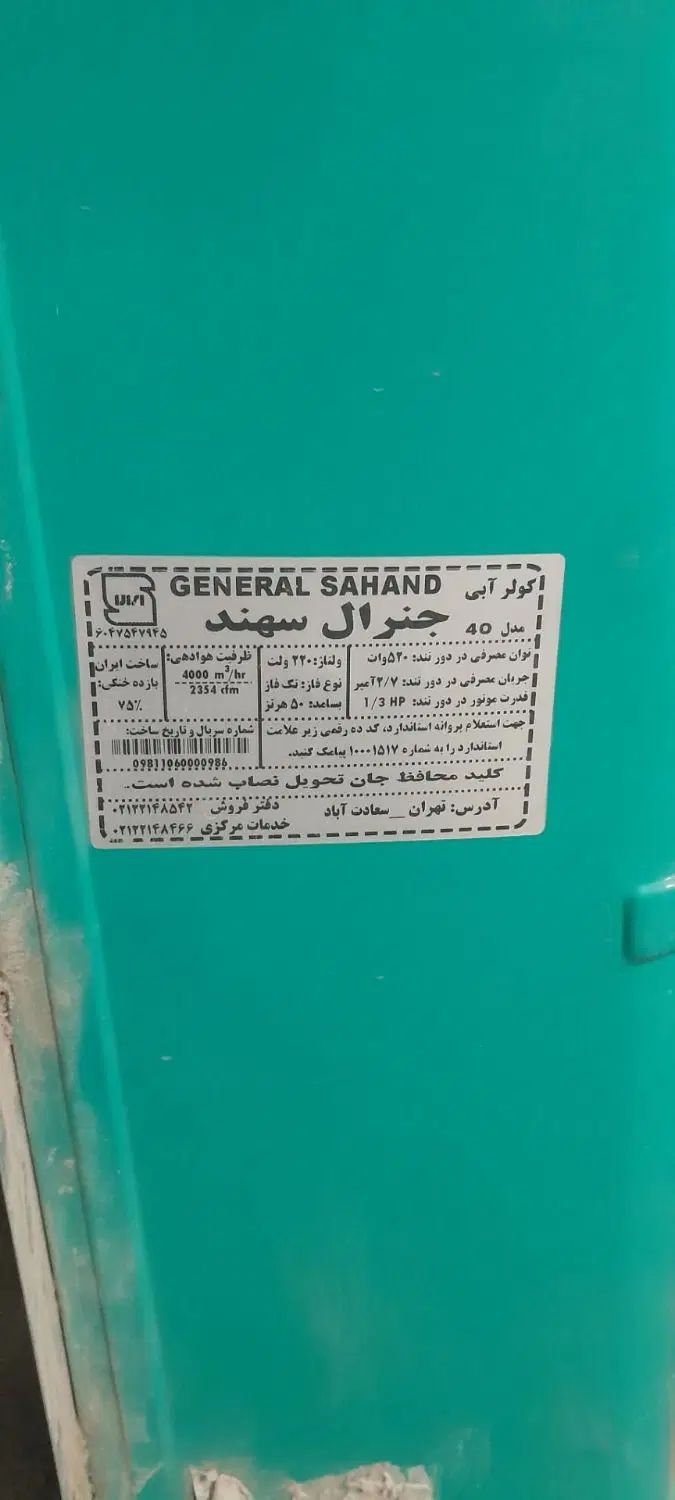 GENERAL SAHAND
کولر آبی
جنرال سهند
مدل 40
۶۰۴۷۵۴۷۹۴۵
توان مصرفی در دور تند: ۵۲۰وات
جریان مصرفی در دور تند: ۲/۷آمپر
قدرت موتور در دور تند: 1/3 HP
ولتاژ: ۲۲۰ ولت
نوع فاز: تک فاز
بسامد: ۵۰ هرتز
ظرفیت هوادهی:
4000 m³/hr
2354 cfm
ساخت ایران
بازده خنکی:
۷۵٪
جهت استعلام پروانه استاندارد، کد ده رقمی زیر علامت
استاندارد را به شماره ۱۰۰۰۱۵۱۷ پیامک کنید.
شماره سریال و تاریخ ساخت:
09811060000986
کلید محافظ جان تحویل نصاب شده است.
آدرس: تهران _ سعادت آباد
دفتر فروش ۰۲۱۲۲۱۴۸۵۴۲
خدمات مرکزی ۰۲۱۲۲۱۴۸۴۶۶